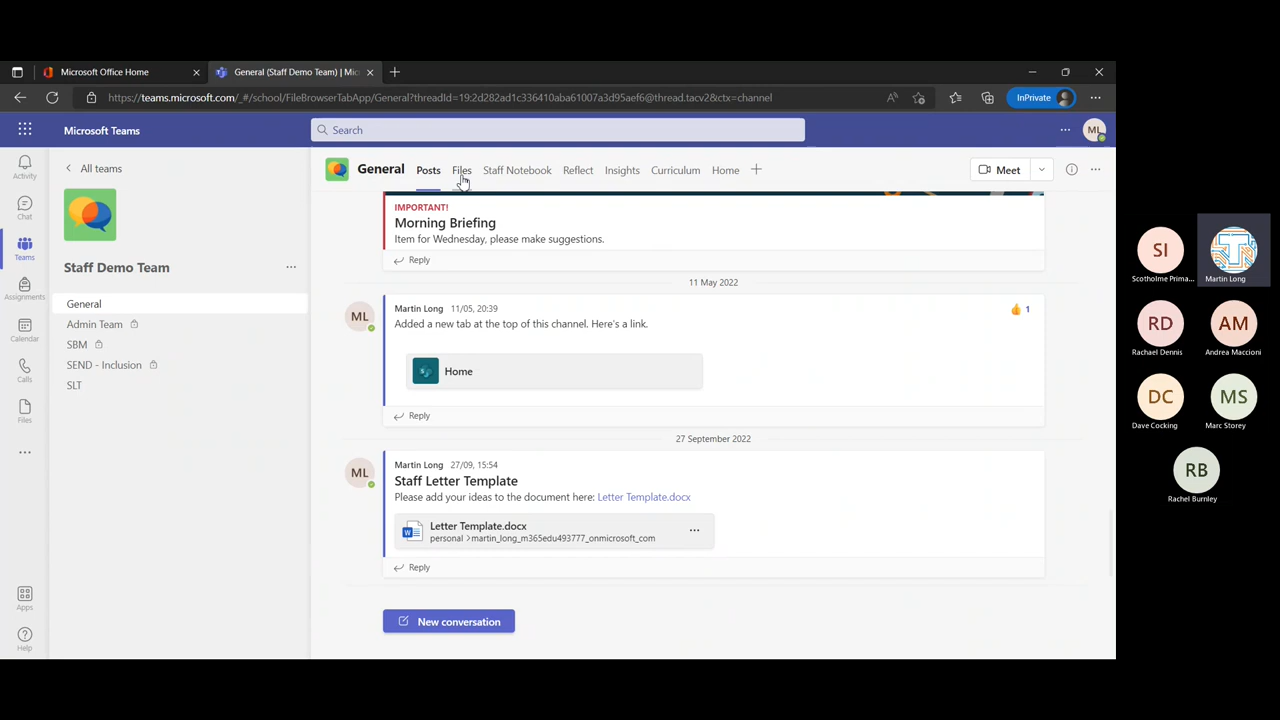 Microsoft Office Home
General (Staff Demo Team) | Mic
https://teams.microsoft.com/_#/school/FileBrowserTabApp/General?threadId=19:2d282ad1c336410aba61007a3d95aef6@thread.tacv2&ctx=channel
InPrivate
Microsoft Teams
Search
ML
Activity
Chat
Teams
Assignments
Calendar
Calls
Files
Apps
Help
All teams
Staff Demo Team
General
Admin Team
SBM
SEND - Inclusion
SLT
General
Posts
Files
Staff Notebook
Reflect
Insights
Curriculum
Home
Meet
IMPORTANT!
Morning Briefing
Item for Wednesday, please make suggestions.
Reply
11 May 2022
ML
Martin Long 11/05, 20:39
1
Added a new tab at the top of this channel. Here's a link.
Home
Reply
27 September 2022
ML
Martin Long 27/09, 15:54
Staff Letter Template
Please add your ideas to the document here: Letter Template.docx
Letter Template.docx
personal >martin_long_m365edu493777_onmicrosoft_com
Reply
New conversation
SI
Scotholme Prima...
Martin Long
RD
Rachael Dennis
AM
Andrea Maccioni
DC
Dave Cocking
MS
Marc Storey
RB
Rachel Burnley